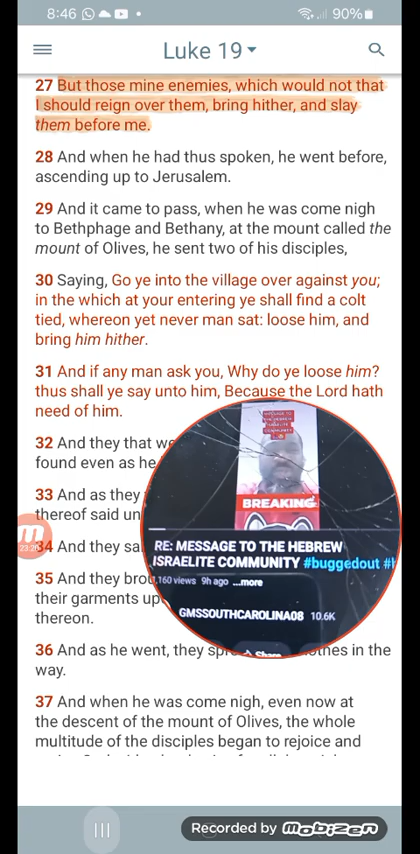 8:46
90%
Luke 19
27 But those mine enemies, which would not that
I should reign over them, bring hither, and slay
them before me.
28 And when he had thus spoken, he went before,
ascending up to Jerusalem.
29 And it came to pass, when he was come nigh
to Bethphage and Bethany, at the mount called the
mount of Olives, he sent two of his disciples,
30 Saying, Go ye into the village over against you;
in the which at your entering ye shall find a colt
tied, whereon yet never man sat: loose him, and
bring him hither.
31 And if any man ask you, Why do ye loose him?
thus shall ye say unto him, Because the Lord hath
need of him.
32 And they that
found even as he
33 And as they
thereof said
34 And they
35 And they
their garments
thereon.
36 And as he went, they in the
way.
37 And when he was come nigh, even now at
the descent of the mount of Olives, the whole
multitude of the disciples began to rejoice and
MESSAGE TO
THE HEBREW
ISRAELITE
COMMUNITY
BREAKING
RE: MESSAGE TO THE HEBREW
ISRAELITE COMMUNITY #buggedout
160 views 9h ago ...more
GMSSOUTHCAROLINA08 10.6K
Share
Recorded by Mobizen